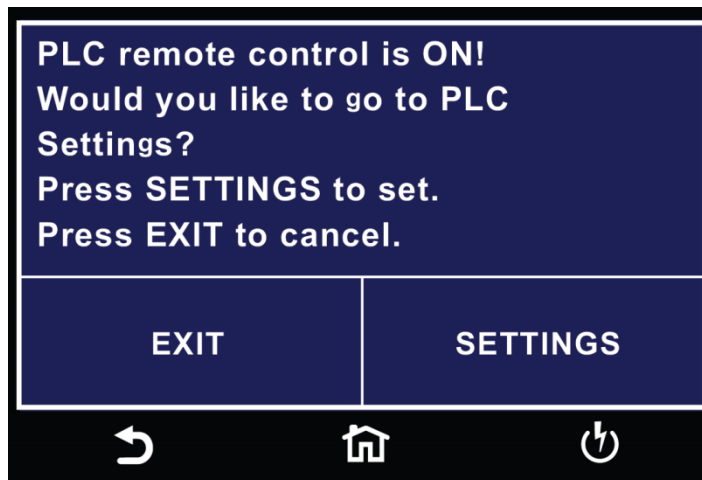 PLC remote control is ON!
Would you like to go to PLC
Settings?
Press SETTINGS to set.
Press EXIT to cancel.
EXIT
SETTINGS